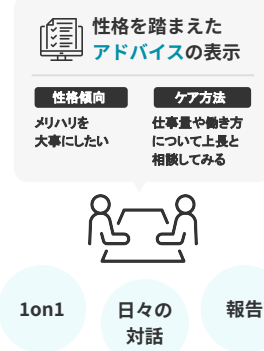 性格を踏まえた
アドバイスの表示
性格傾向
ケア方法
メリハリを
大事にしたい
仕事量や働き方
について上長と
相談してみる
1on1
日々の
対話
報告